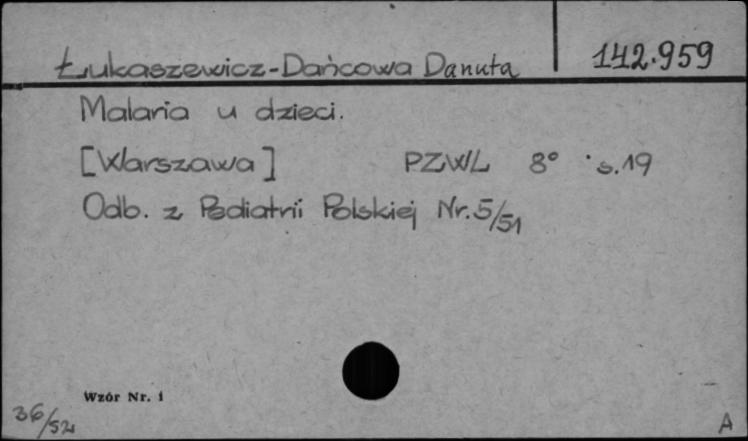 Łukaszewicz-Dańcowa Danuta 142.959
Malaria u dzieci.
[Warszawa] PZWL 8° s.19
Odb. z Pediatrii Polskiej Nr. 5/51
Wzór Nr. 1
36/52 A